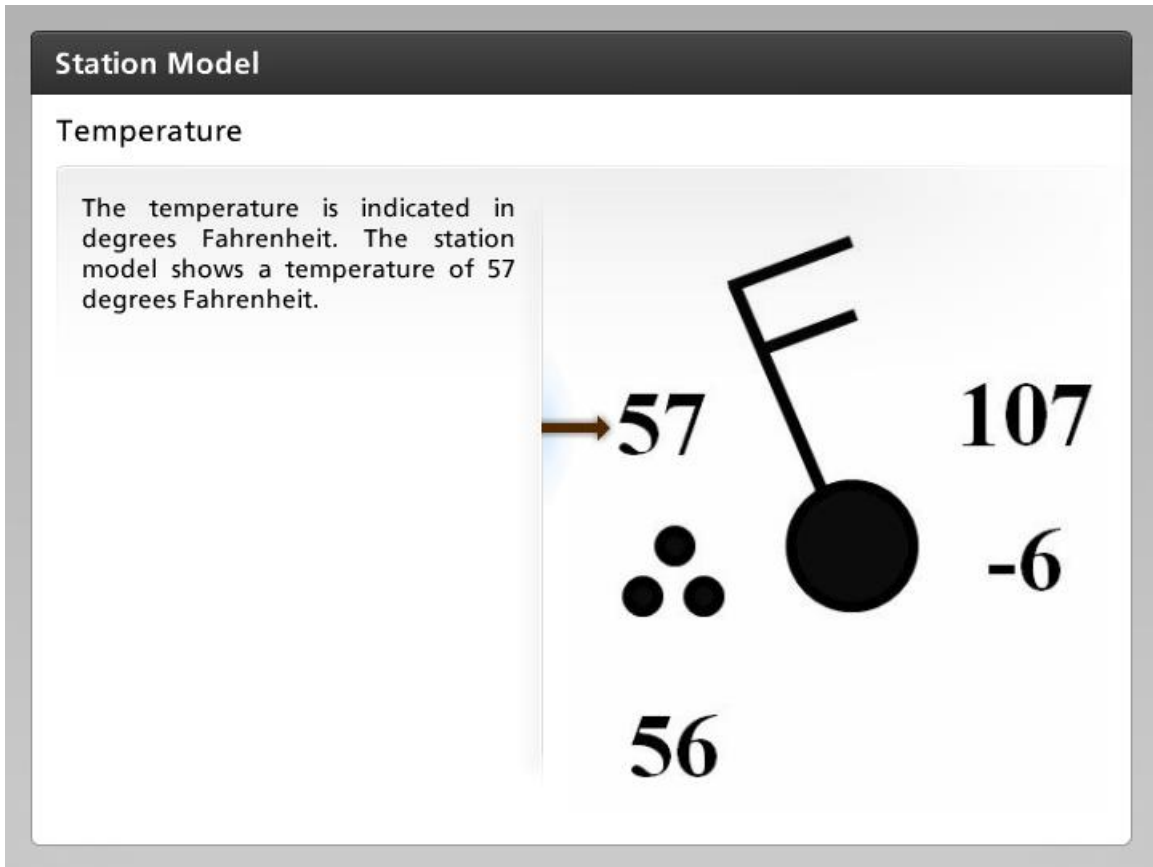 Station Model
Temperature
The temperature is indicated in
degrees Fahrenheit. The station
model shows a temperature of 57
degrees Fahrenheit.
57
107
-6
56